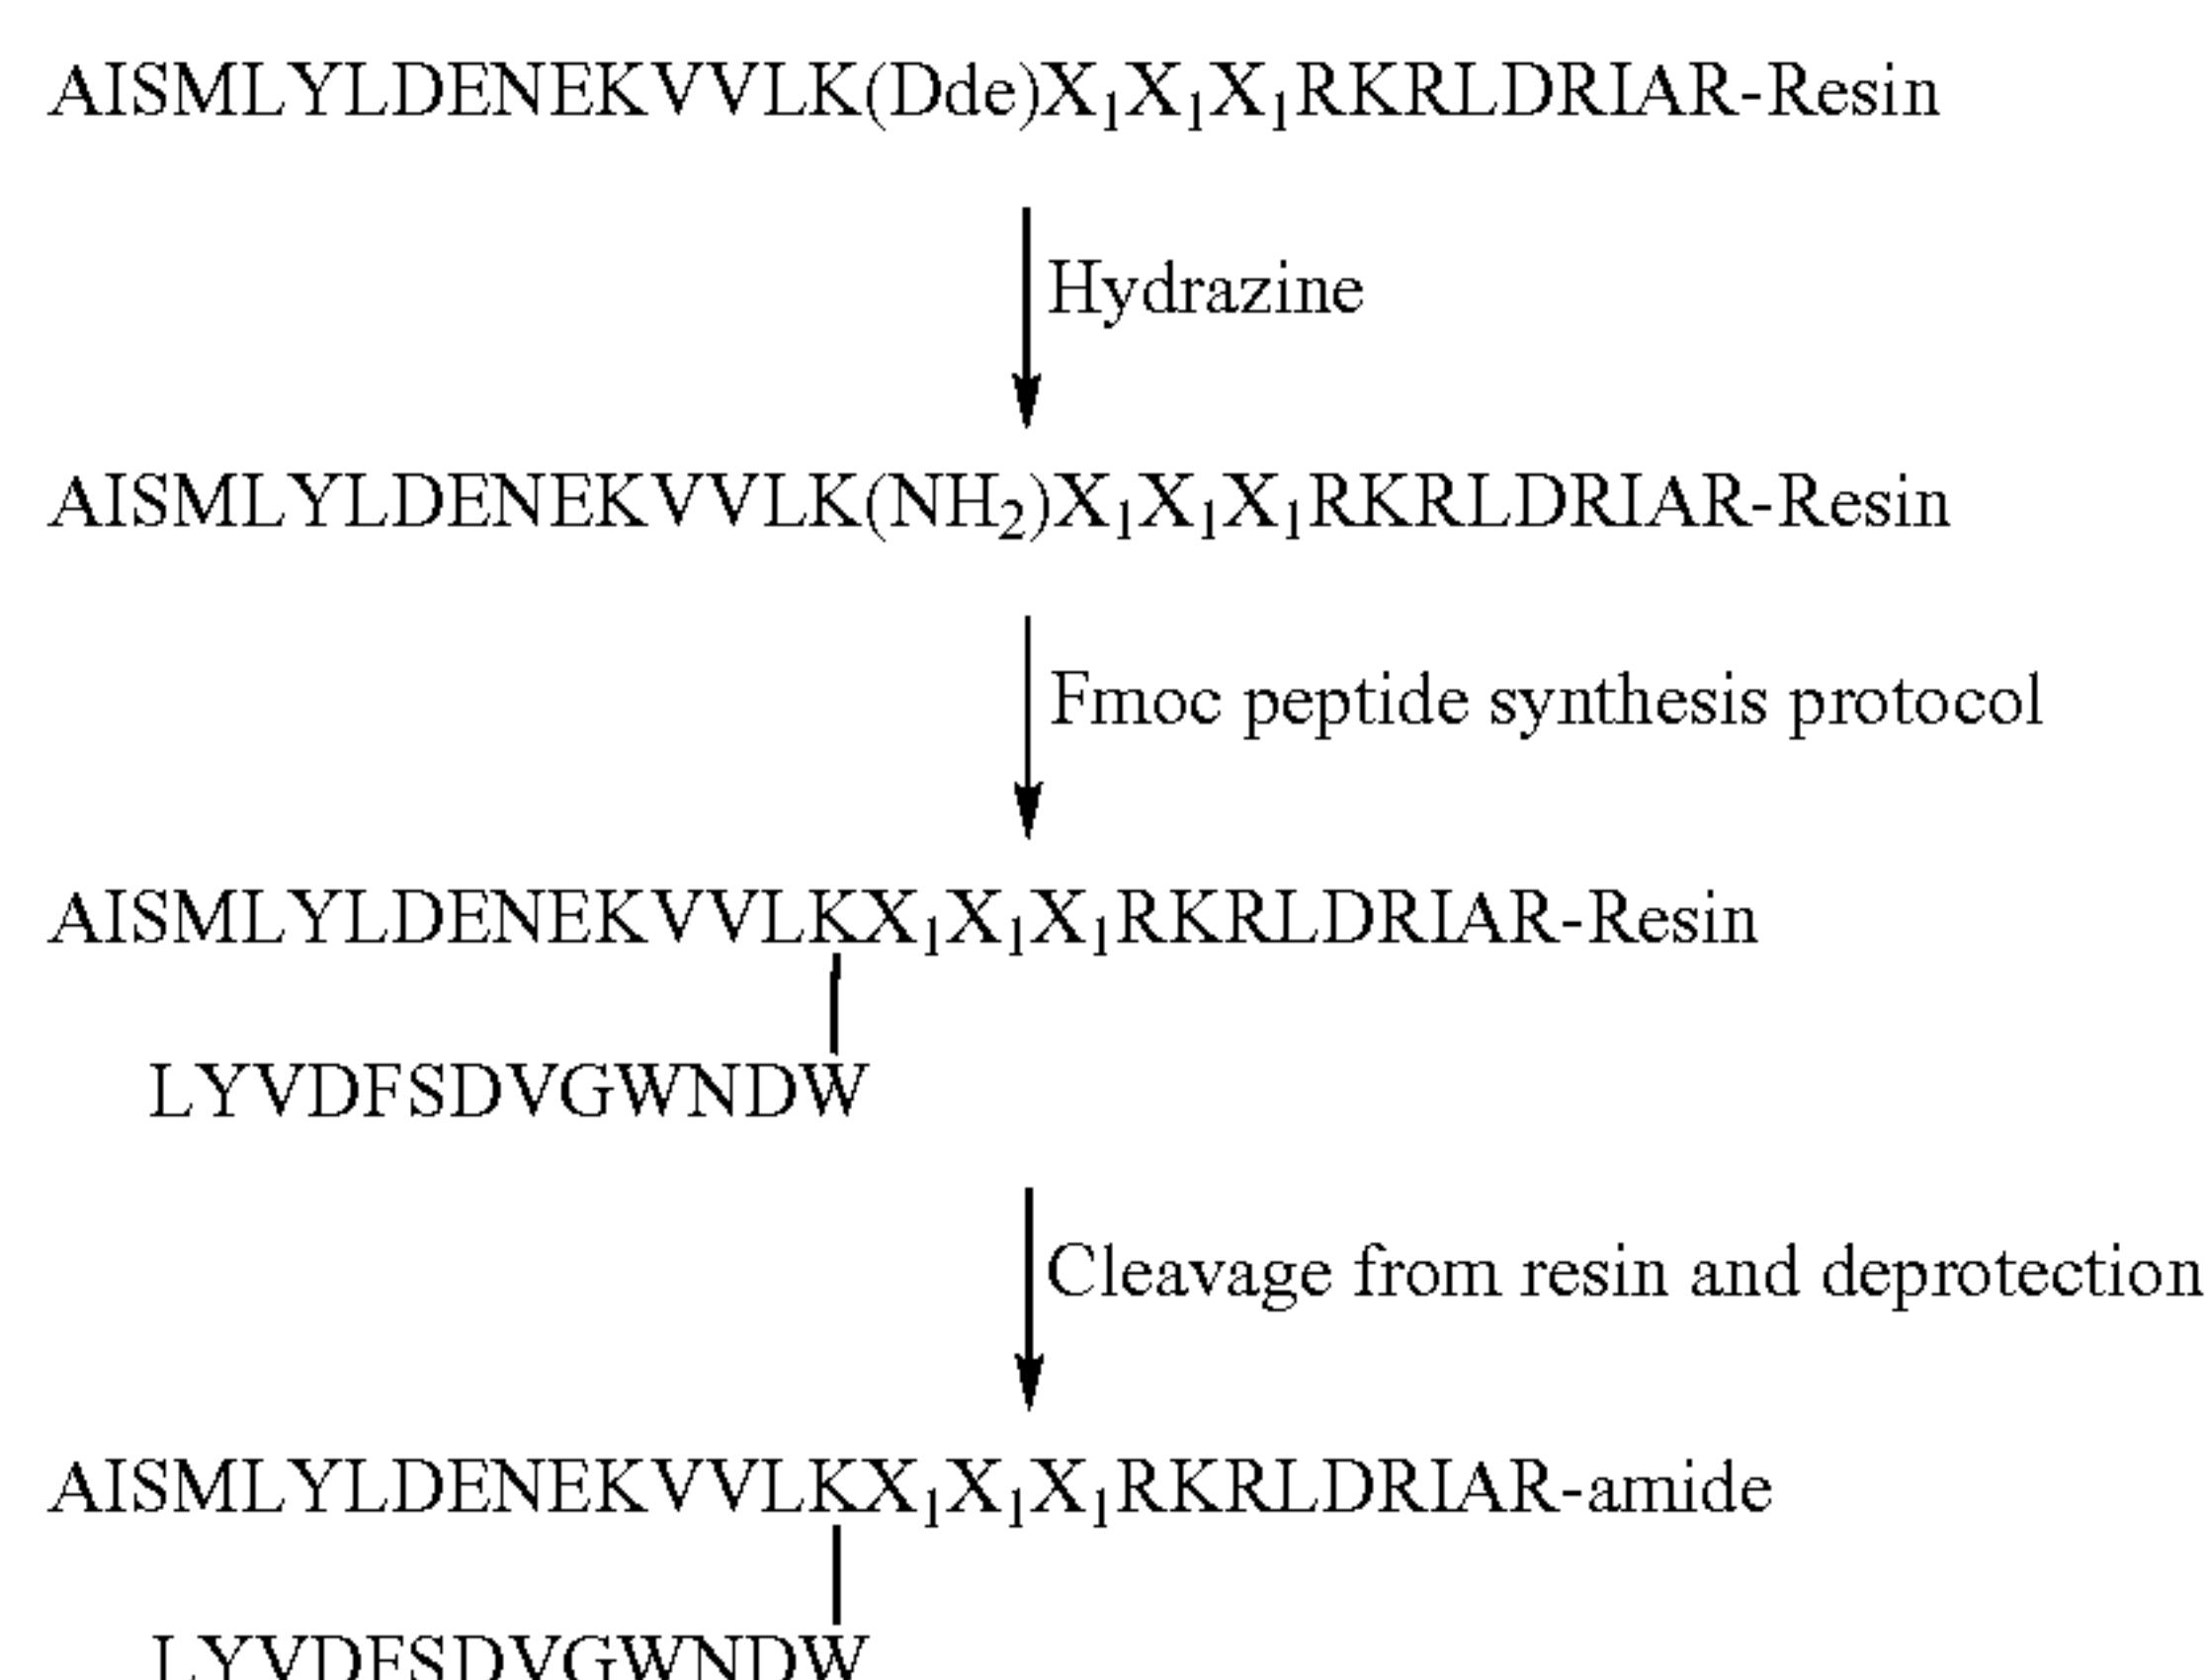 AISMLYLDENEKVVLK(Dde)X₁X₁X₁RKRLDRIAR-Resin
Hydrazine
AISMLYLDENEKVVLK(NH₂)X₁X₁X₁RKRLDRIAR-Resin
Fmoc peptide synthesis protocol
AISMLYLDENEKVVLKX₁X₁X₁RKRLDRIAR-Resin
LYVDFSDVGWNDW
Cleavage from resin and deprotection
AISMLYLDENEKVVLKX₁X₁X₁RKRLDRIAR-amide
LYVDFSDVGWNDW